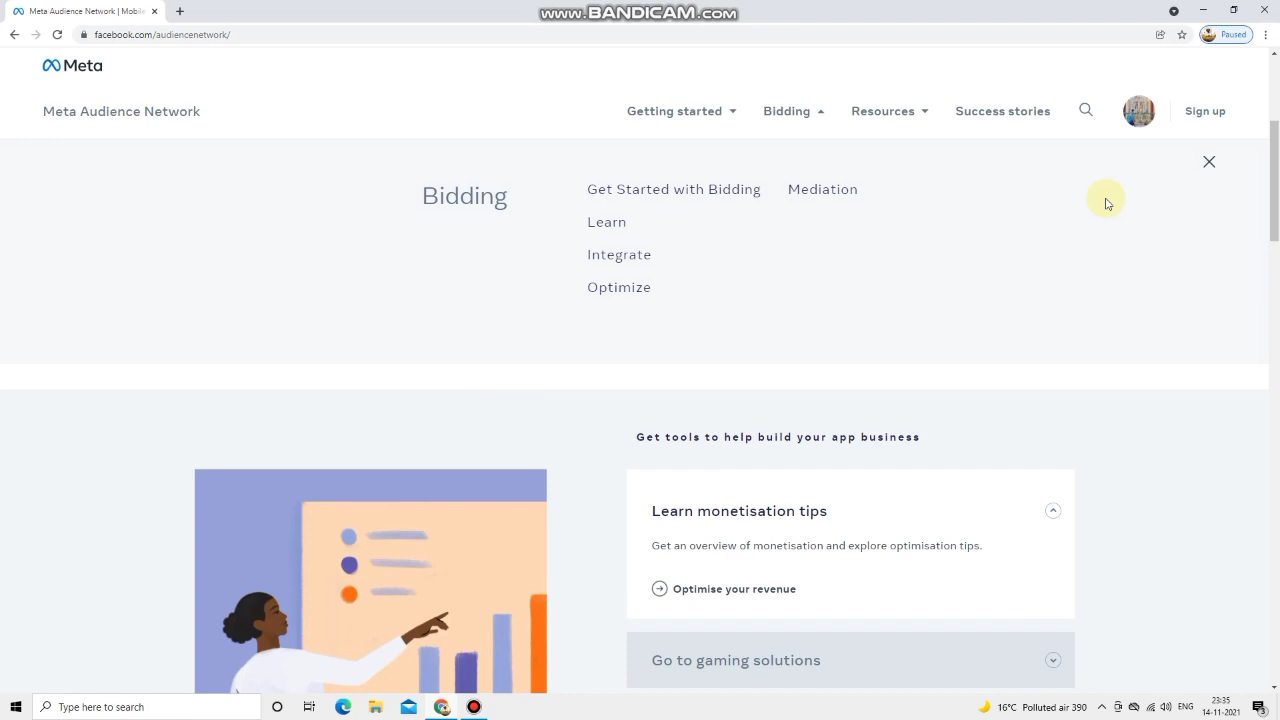 Meta Audience Network | Mobile
www.BANDICAM.com
facebook.com/audiencenetwork/
Paused
Meta
Meta Audience Network
Getting started
Bidding
Resources
Success stories
Sign up
Bidding
Get Started with Bidding
Mediation
Learn
Integrate
Optimize
Get tools to help build your app business
Learn monetisation tips
Get an overview of monetisation and explore optimisation tips.
Optimise your revenue
Go to gaming solutions
Type here to search
16°C Polluted air 390
ENG
23:35
14-11-2021
3